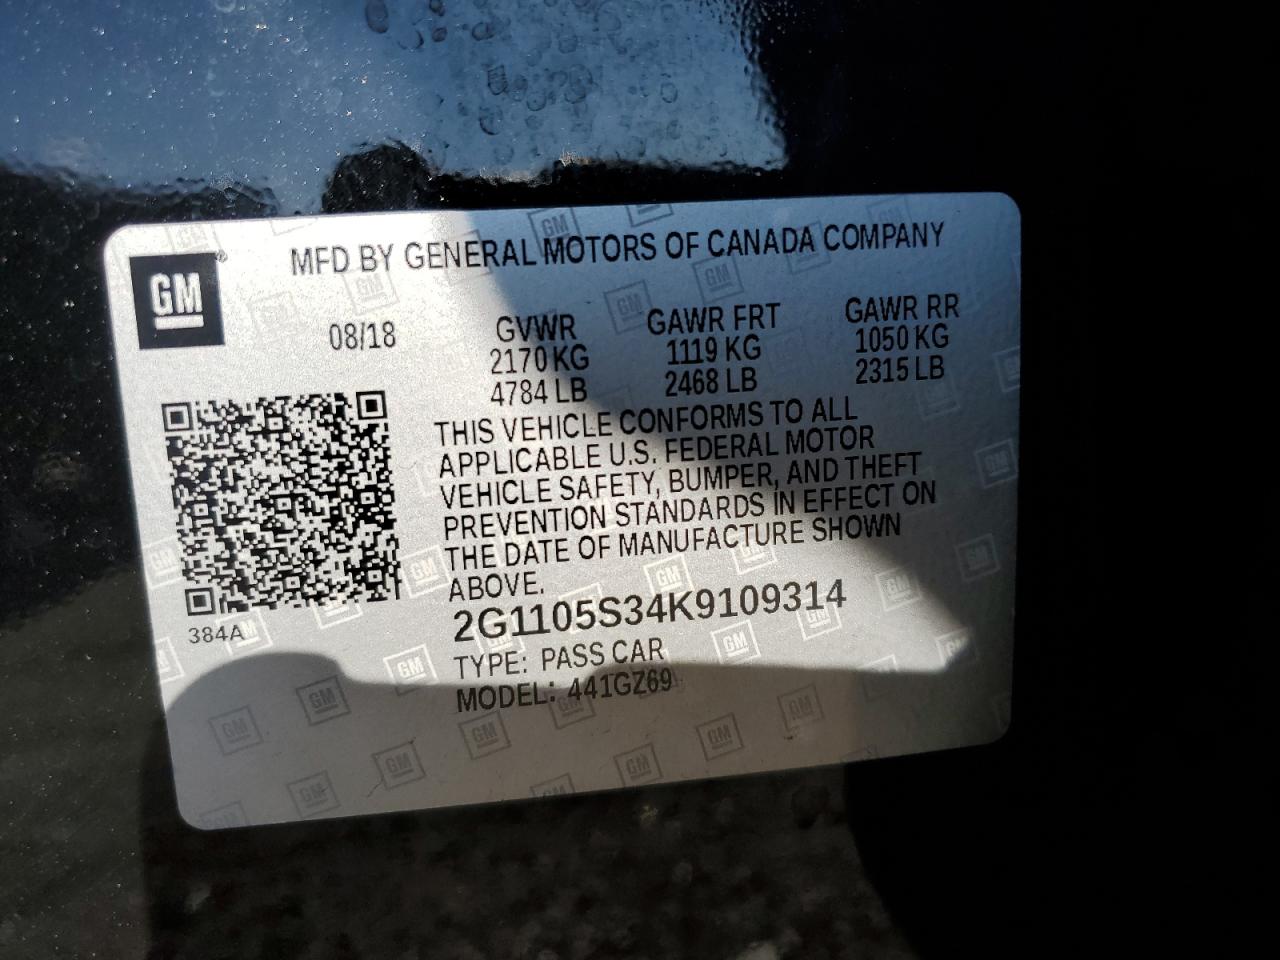 MFD BY GENERAL MOTORS OF CANADA COMPANY
GM®
08/18
GVWR GAWR FRT GAWR RR
2170 KG 1119 KG 1050 KG
4784 LB 2468 LB 2315 LB
THIS VEHICLE CONFORMS TO ALL
APPLICABLE U.S. FEDERAL MOTOR
VEHICLE SAFETY, BUMPER, AND THEFT
PREVENTION STANDARDS IN EFFECT ON
THE DATE OF MANUFACTURE SHOWN
ABOVE.
384A
2G1105S34K9109314
TYPE: PASS CAR
MODEL: 441GZ69